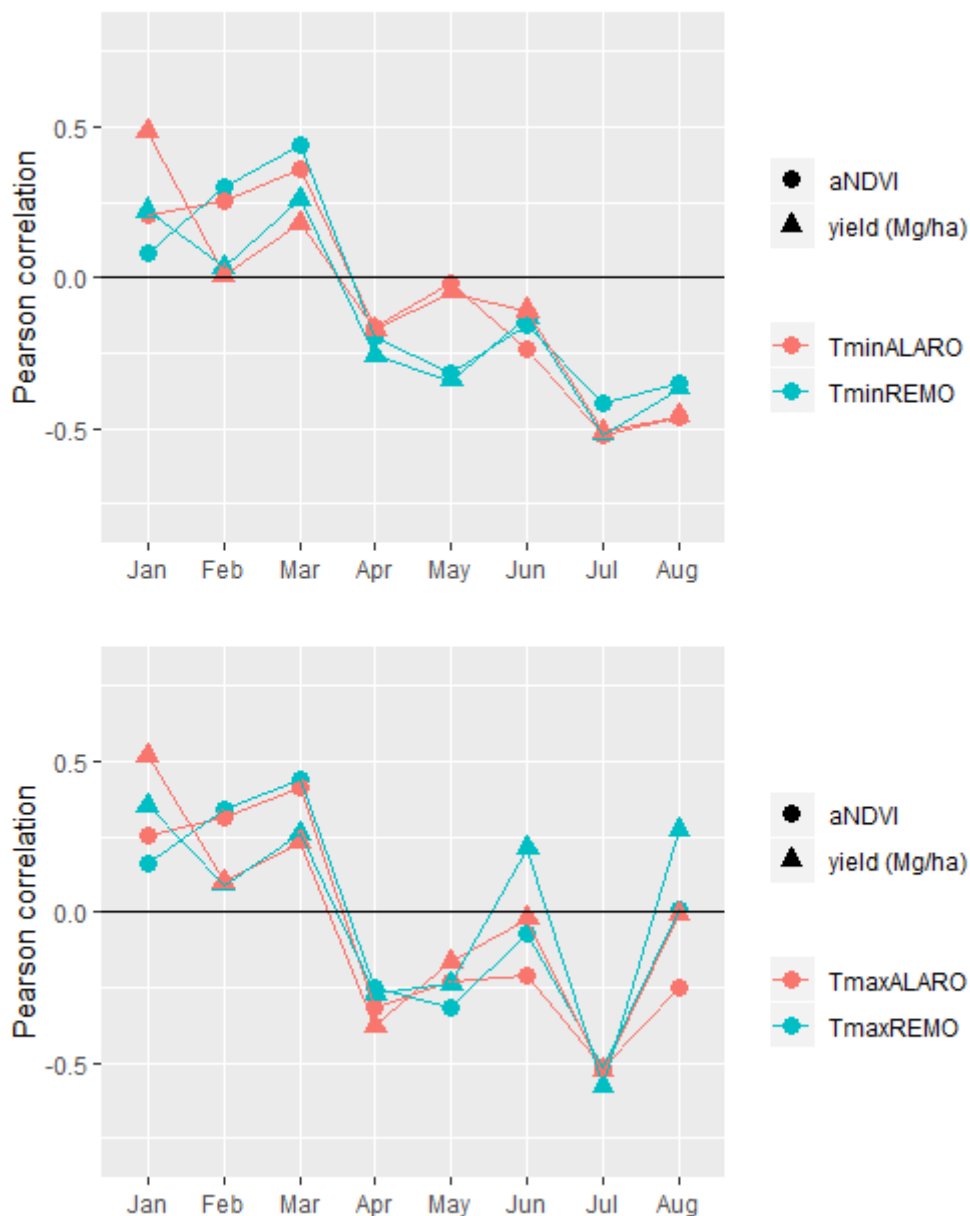 Pearson correlation
0.5
0.0
-0.5
Jan Feb Mar Apr May Jun Jul Aug
aNDVI
yield (Mg/ha)
TminALARO
TminREMO
Pearson correlation
0.5
0.0
-0.5
Jan Feb Mar Apr May Jun Jul Aug
aNDVI
yield (Mg/ha)
TmaxALARO
TmaxREMO